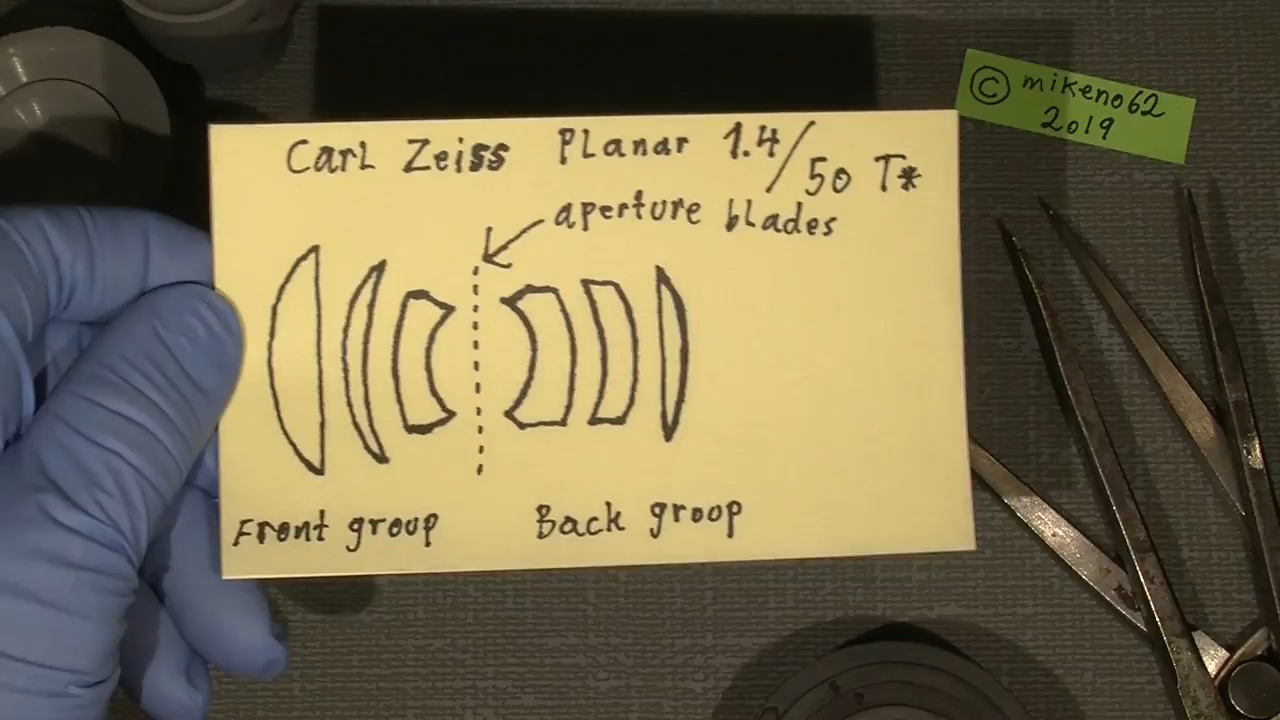 Carl Zeiss Planar 1.4/50 T*
aperture blades
Front group
Back groop
© mikeno62
2019